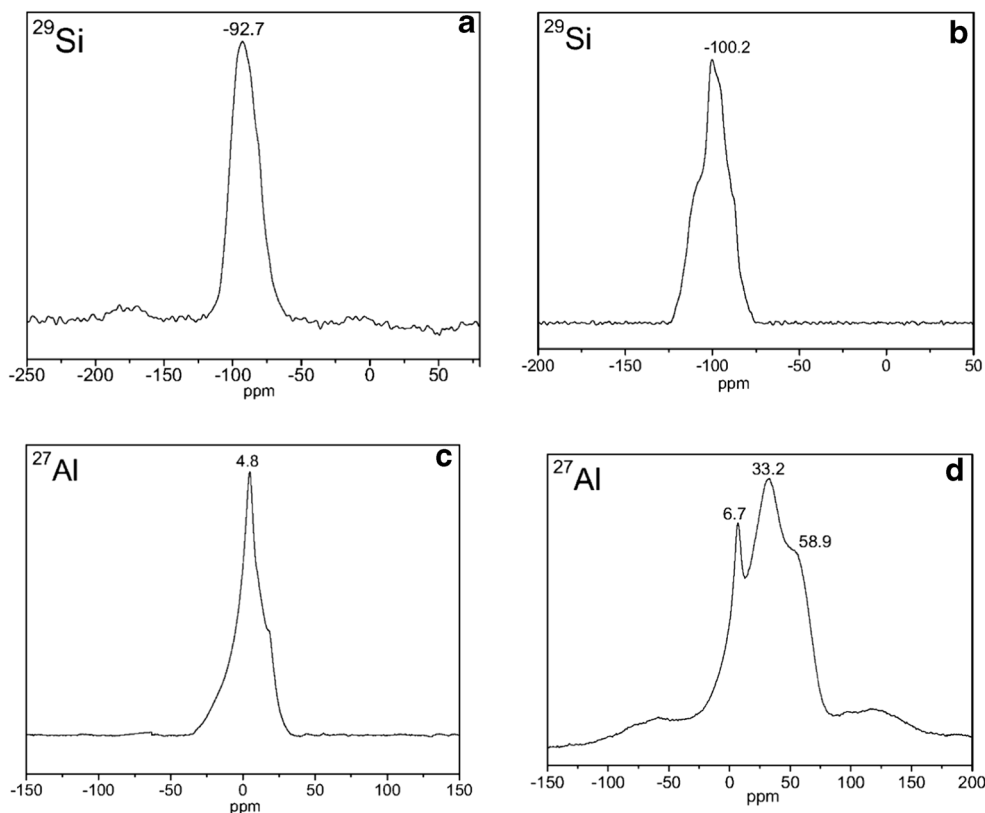 ²⁹Si
-92.7
a
-250 -200 -150 -100 -50 0 50
ppm
²⁹Si
-100.2
b
-200 -150 -100 -50 0 50
ppm
²⁷Al
4.8
c
-150 -100 -50 0 50 100 150
ppm
²⁷Al
6.7
33.2
58.9
d
-150 -100 -50 0 50 100 150 200
ppm